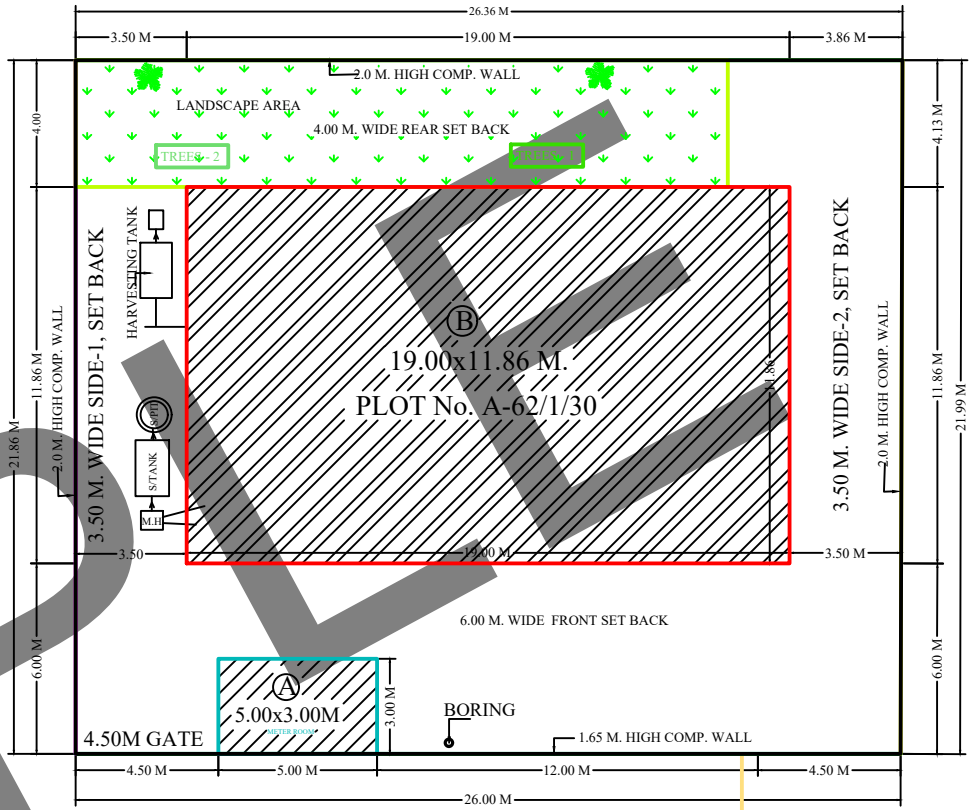 26.36 M
3.50 M
19.00 M
3.86 M
2.0 M. HIGH COMP. WALL
LANDSCAPE AREA
4.00 M. WIDE REAR SET BACK
TREES - 2
TREES - 1
4.00
4.13 M
HARVESTING TANK
3.50 M. WIDE SIDE-1, SET BACK
3.50 M. WIDE SIDE-2, SET BACK
2.0 M. HIGH COMP. WALL
2.0 M. HIGH COMP. WALL
11.86 M
21.86 M
11.86 M
21.99 M
B
19.00x11.86 M.
PLOT No. A-62/1/30
11.86
S/PIT
S/TANK
M.H
3.50
19.00 M
3.50 M
6.00 M. WIDE FRONT SET BACK
6.00 M
6.00 M
A
5.00x3.00M
METER ROOM
3.00 M
BORING
4.50M GATE
1.65 M. HIGH COMP. WALL
4.50 M
5.00 M
12.00 M
4.50 M
26.00 M
PLE